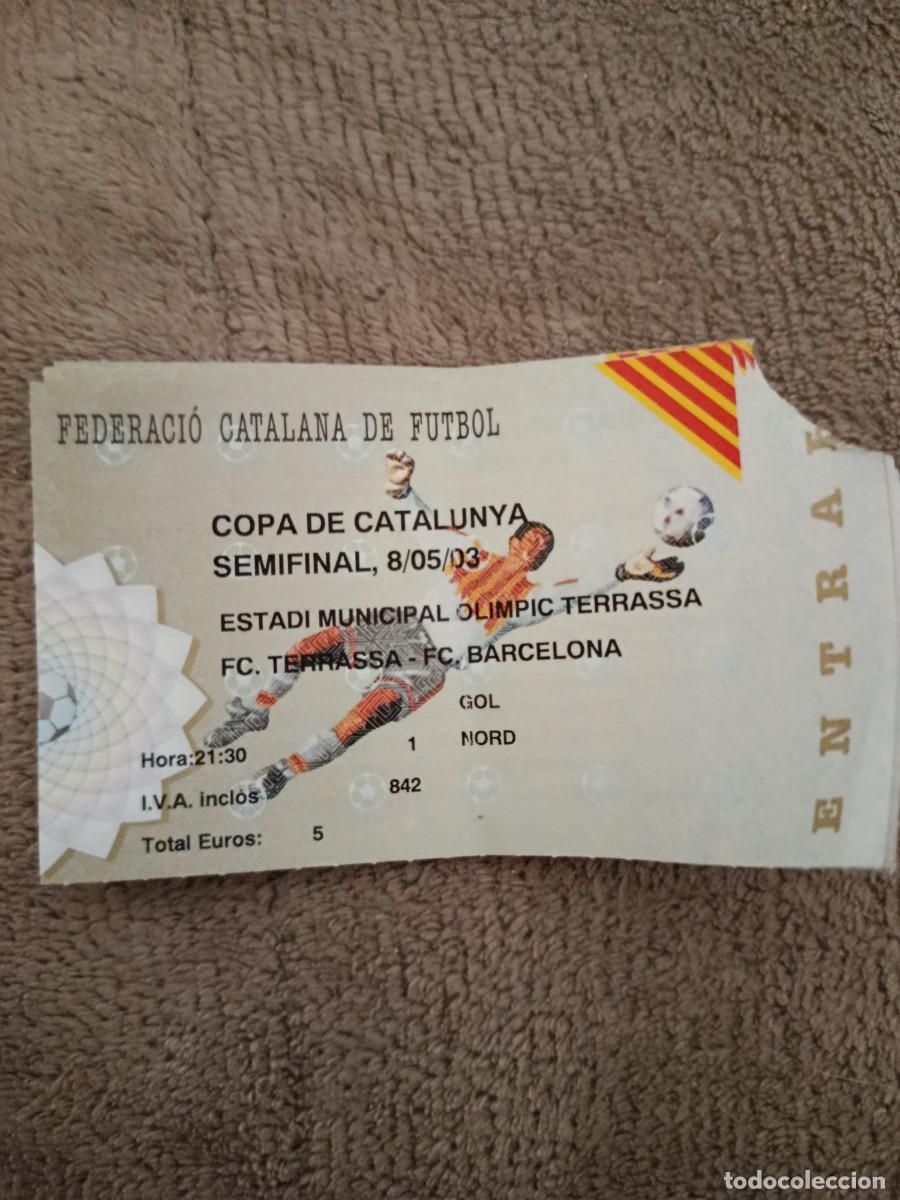 FEDERACIÓ CATALANA DE FUTBOL
COPA DE CATALUNYA
SEMIFINAL, 8/05/03
ESTADI MUNICIPAL OLIMPIC TERRASSA
FC. TERRASSA - FC. BARCELONA
GOL
Hora:21:30 1 NORD
I.V.A. inclòs 842
Total Euros: 5
ENTRA
todocoleccion